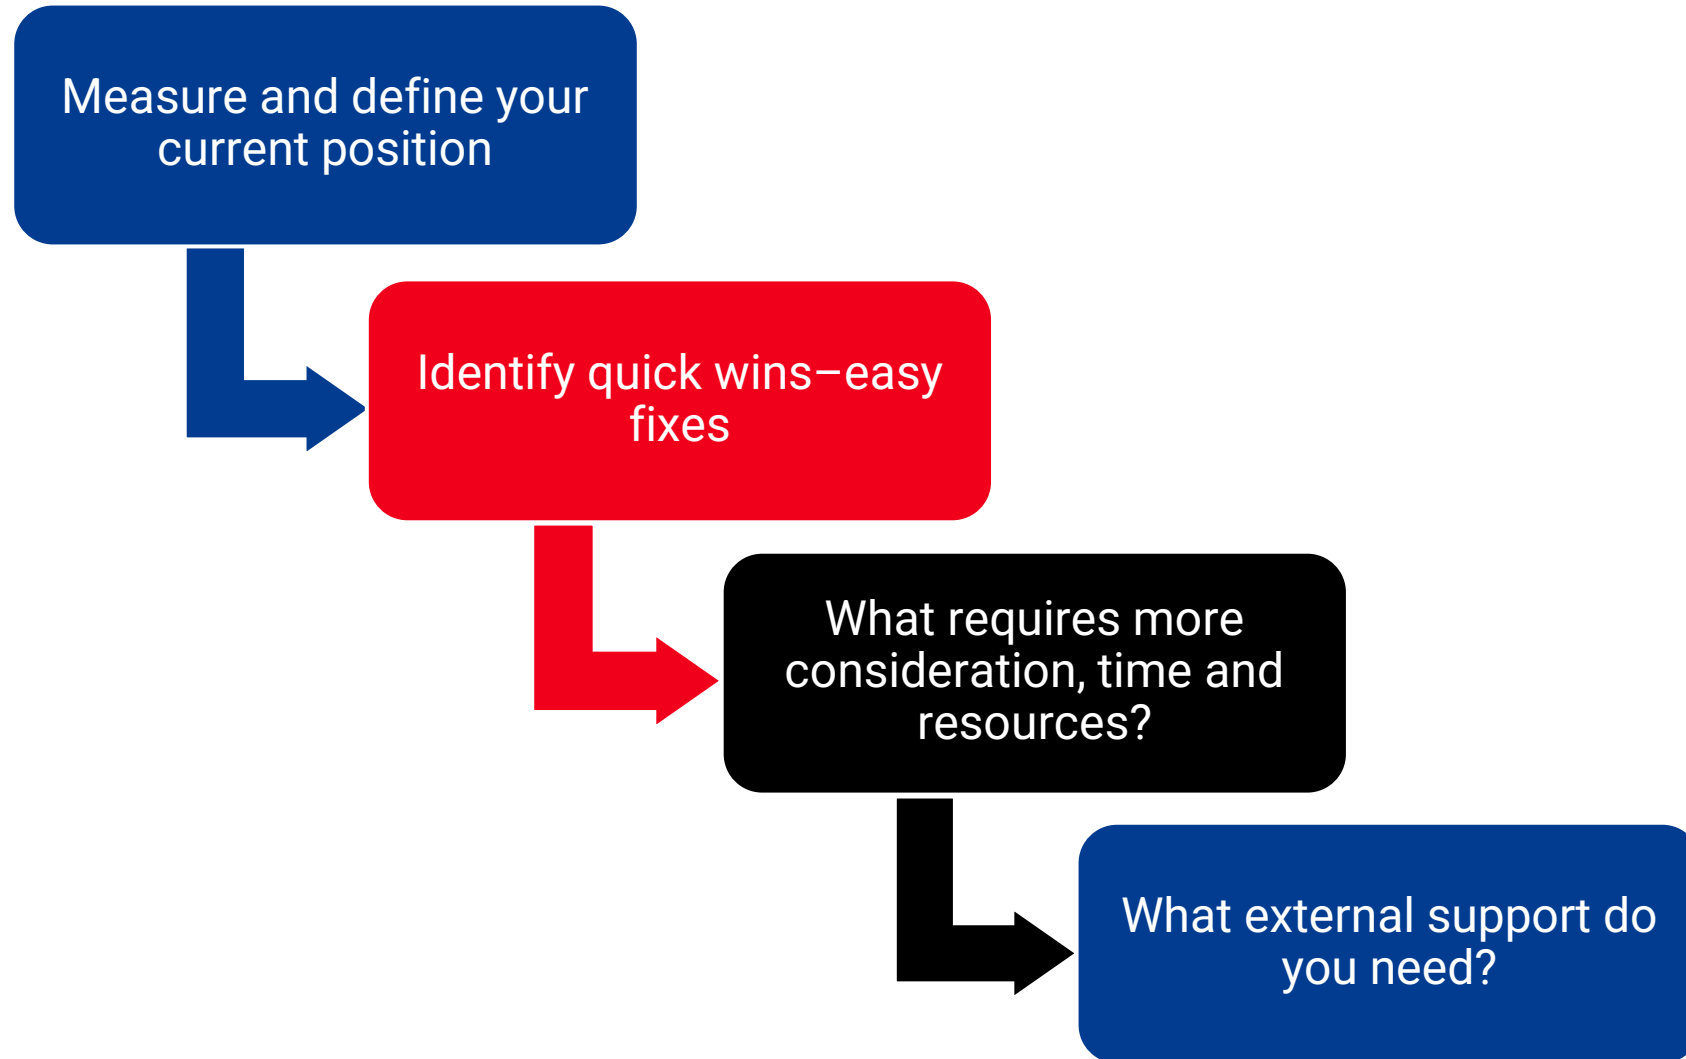 Measure and define your
current position
Identify quick wins–easy
fixes
What requires more
consideration, time and
resources?
What external support do
you need?